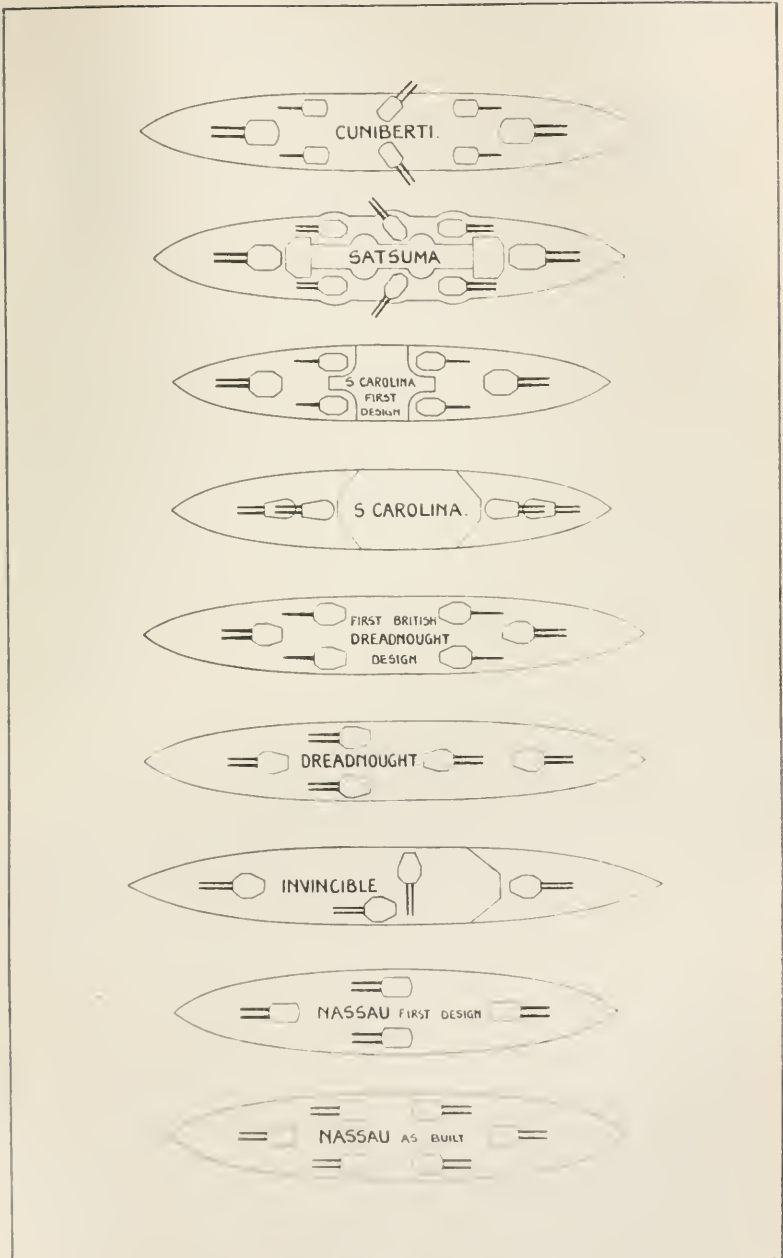 CUNIBERTI.
SATSUMA
S CAROLINA
FIRST
DESIGN
S CAROLINA.
FIRST BRITISH
DREADNOUGHT
DESIGN
DREADNOUGHT
INVINCIBLE
NASSAU FIRST DESIGN
NASSAU AS BUILT